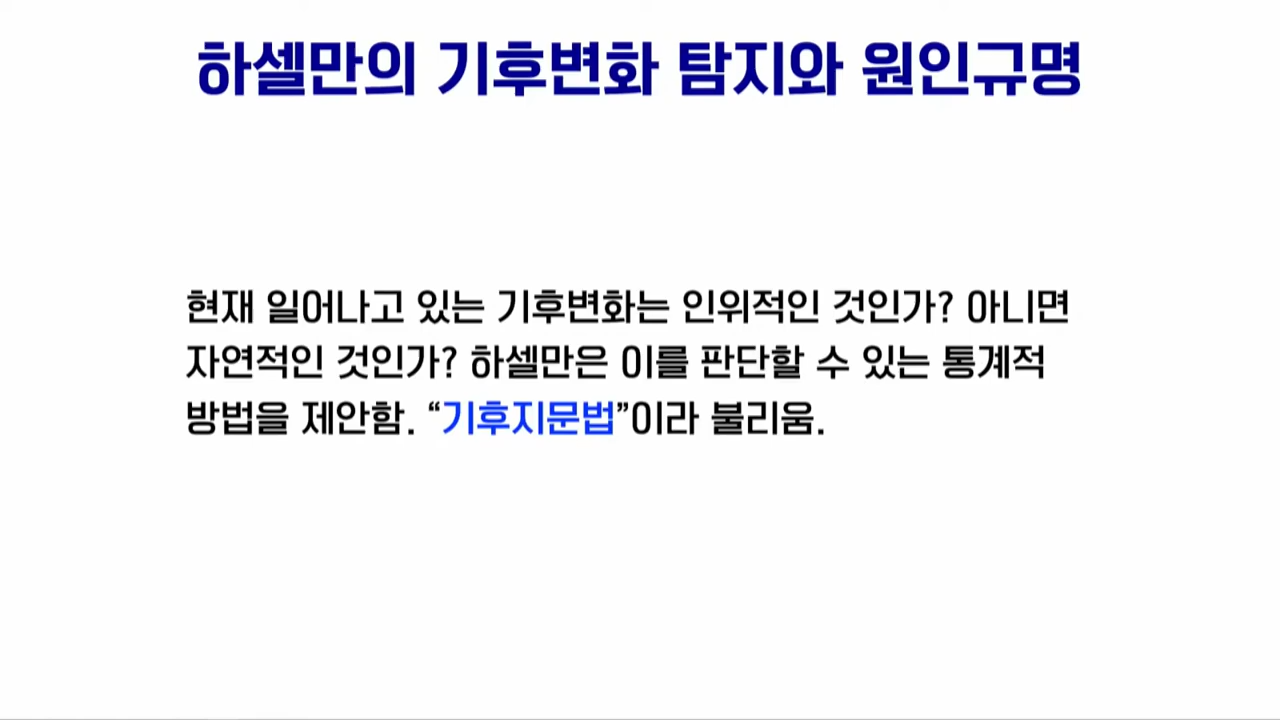 하셀만의 기후변화 탐지와 원인규명
현재 일어나고 있는 기후변화는 인위적인 것인가? 아니면
자연적인 것인가? 하셀만은 이를 판단할 수 있는 통계적
방법을 제안함. “기후지문법”이라 불리움.